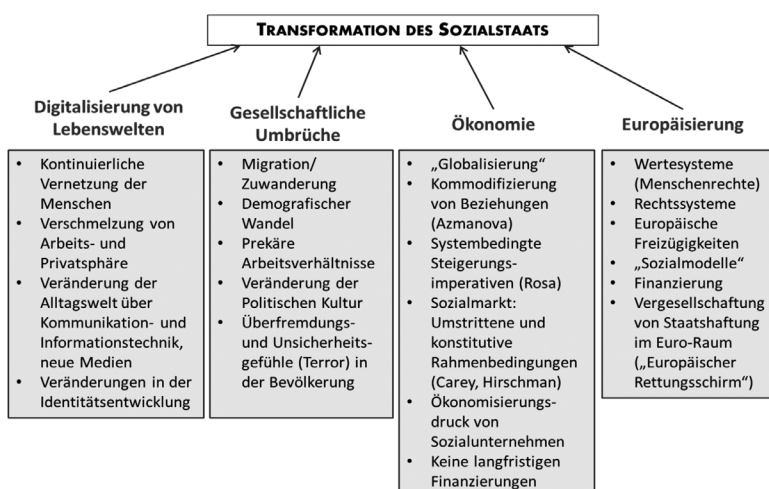 TRANSFORMATION DES SOZIALSTAATS
Digitalisierung von
Lebenswelten
• Kontinuierliche
Vernetzung der
Menschen
• Verschmelzung von
Arbeits- und
Privatsphäre
• Veränderung der
Alltagswelt über
Kommunikation- und
Informationstechnik,
neue Medien
• Veränderungen in der
Identitätsentwicklung
Gesellschaftliche
Umbrüche
• Migration/
Zuwanderung
• Demografischer
Wandel
• Prekäre
Arbeitsverhältnisse
• Veränderung der
Politischen Kultur
• Überfremdungs-
und Unsicherheits-
gefühle (Terror) in
der Bevölkerung
Ökonomie
• „Globalisierung“
• Kommodifizierung
von Beziehungen
(Azmanova)
• Systembedingte
Steigerungs-
imperativen (Rosa)
• Sozialmarkt:
Umstrittene und
konstitutive
Rahmenbedingungen
(Carey, Hirschman)
• Ökonomisierungs-
druck von
Sozialunternehmen
• Keine langfristigen
Finanzierungen
Europäisierung
• Wertesysteme
(Menschenrechte)
• Rechtssysteme
• Europäische
Freizügigkeiten
• „Sozialmodelle“
• Finanzierung
• Vergesellschaftung
von Staatshaftung
im Euro-Raum
(„Europäischer
Rettungsschirm“)